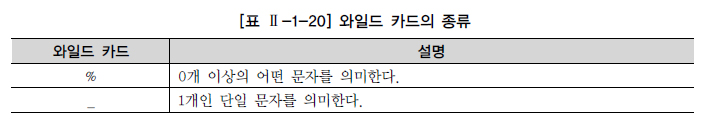 [표 Ⅱ-1-20] 와일드 카드의 종류
와일드 카드 설명
% 0개 이상의 어떤 문자를 의미한다.
_ 1개인 단일 문자를 의미한다.